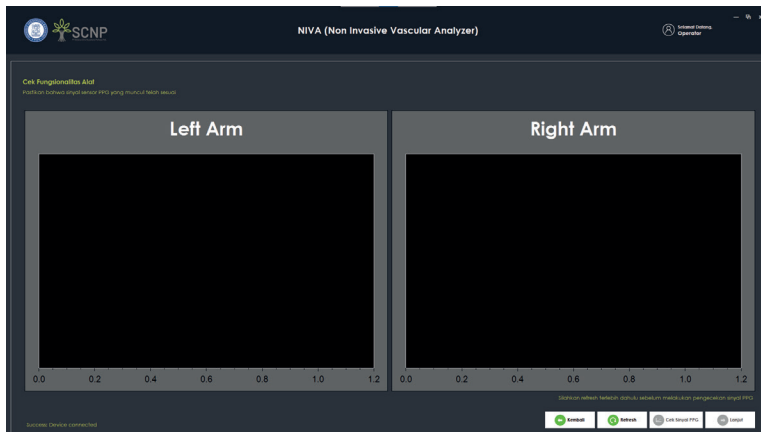 SCNP
NIVA (Non Invasive Vascular Analyzer)
Selamat Datang,
Operator
Cek Fungsionalitas Alat
Pastikan bahwa sinyal sensor PPG yang muncul telah sesuai
Left Arm
Right Arm
0.0 0.2 0.4 0.6 0.8 1.0 1.2
0.0 0.2 0.4 0.6 0.8 1.0 1.2
Silahkan refresh terlebih dahulu sebelum melakukan pengecekan sinyal PPG
Success: Device connected
Kembali
Refresh
Cek Sinyal PPG
Lanjut